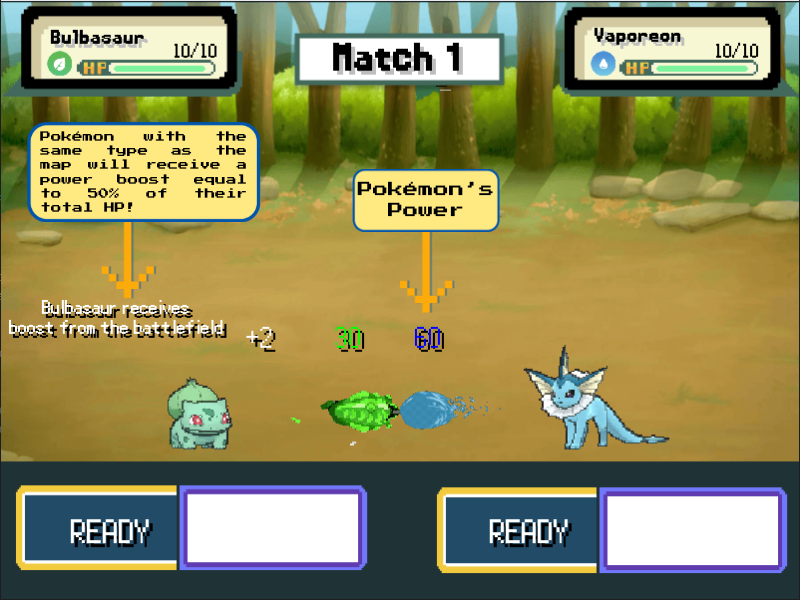 Bulbasaur
10/10
HP
Match 1
Vaporeon
10/10
HP
Pokémon with the
same type as the
map will receive a
power boost equal
to 50% of their
total HP!
Pokémon's
Power
Bulbasaur receives
boost from the battlefield
+2
30
60
READY
READY